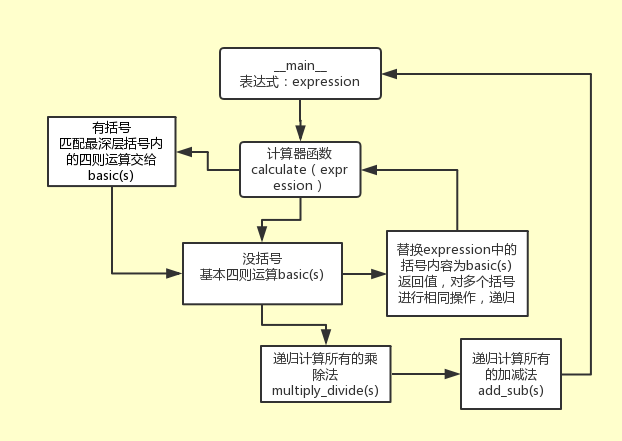 __main__
表达式：expression
有括号
匹配最深层括号内
的四则运算交给
basic(s)
计算器函数
calculate（expr
ession）
没括号
基本四则运算basic(s)
替换expression中的
括号内容为basic(s)
返回值，对多个括号
进行相同操作，递归
递归计算所有的乘
除法
multiply_divide(s)
递归计算所有
的加减法
add_sub(s)